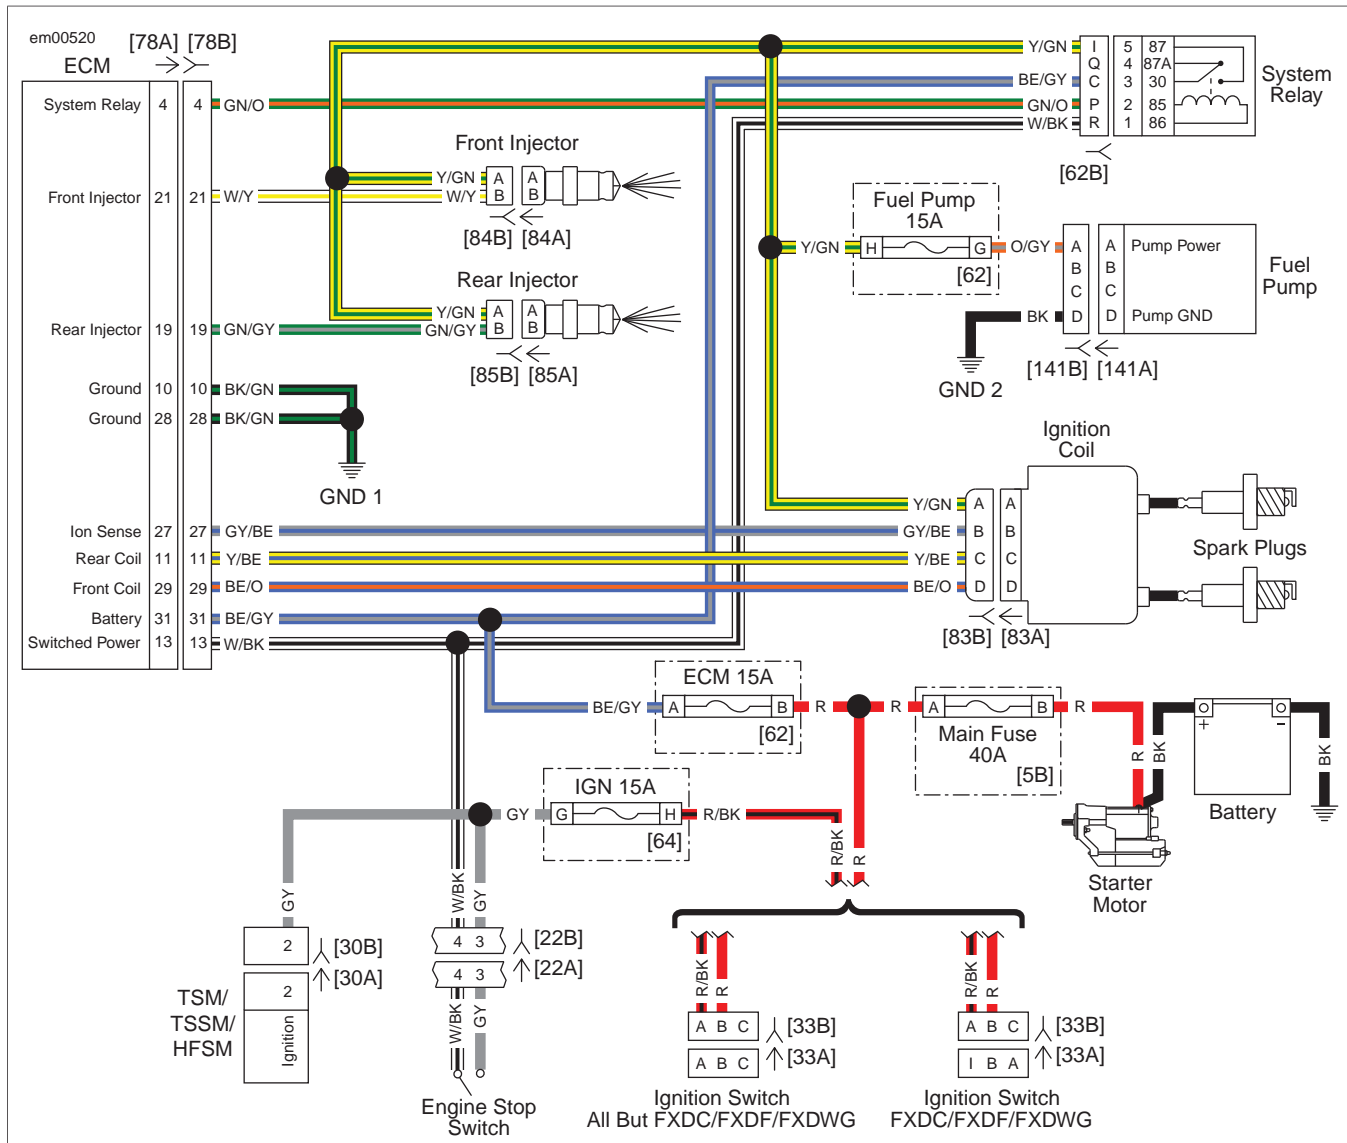 em00520
[78A] [78B]
ECM
System Relay 4 4 GN/O
Front Injector 21 21 W/Y
Rear Injector 19 19 GN/GY
Ground 10 10 BK/GN
Ground 28 28 BK/GN
GND 1
Ion Sense 27 27 GY/BE
Rear Coil 11 11 Y/BE
Front Coil 29 29 BE/O
Battery 31 31 BE/GY
Switched Power 13 13 W/BK
Front Injector
Y/GN A A
W/Y B B
[84B] [84A]
Rear Injector
Y/GN A A
GN/GY B B
[85B] [85A]
Y/GN I 5 87
Q 4 87A
BE/GY C 3 30
GN/O P 2 85
W/BK R 1 86
System
Relay
[62B]
Fuel Pump
15A
Y/GN H G O/GY
[62]
A A Pump Power
B B
C C
BK D D Pump GND
Fuel
Pump
[141B] [141A]
GND 2
Ignition
Coil
Y/GN A A
GY/BE B B
Y/BE C C
BE/O D D
[83B] [83A]
Spark Plugs
ECM 15A
BE/GY A B R
[62]
R A B R
Main Fuse
40A
[5B]
R
BK
+ -
BK
Battery
Starter
Motor
IGN 15A
GY G H R/BK
[64]
R/BK
R
GY
W/BK
GY
2 [30B]
2 [30A]
TSM/
TSSM/
HFSM
Ignition
4 3 [22B]
4 3 [22A]
W/BK
GY
Engine Stop
Switch
R/BK
R
A B C [33B]
A B C [33A]
Ignition Switch
All But FXDC/FXDF/FXDWG
R/BK
R
A B C [33B]
I B A [33A]
Ignition Switch
FXDC/FXDF/FXDWG